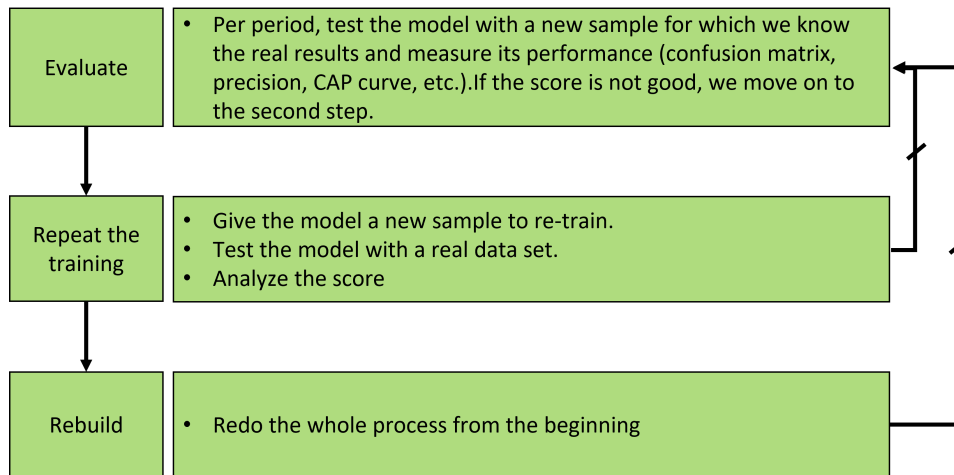 Evaluate
• Per period, test the model with a new sample for which we know
the real results and measure its performance (confusion matrix,
precision, CAP curve, etc.).If the score is not good, we move on to
the second step.
Repeat the
training
• Give the model a new sample to re-train.
• Test the model with a real data set.
• Analyze the score
Rebuild
• Redo the whole process from the beginning